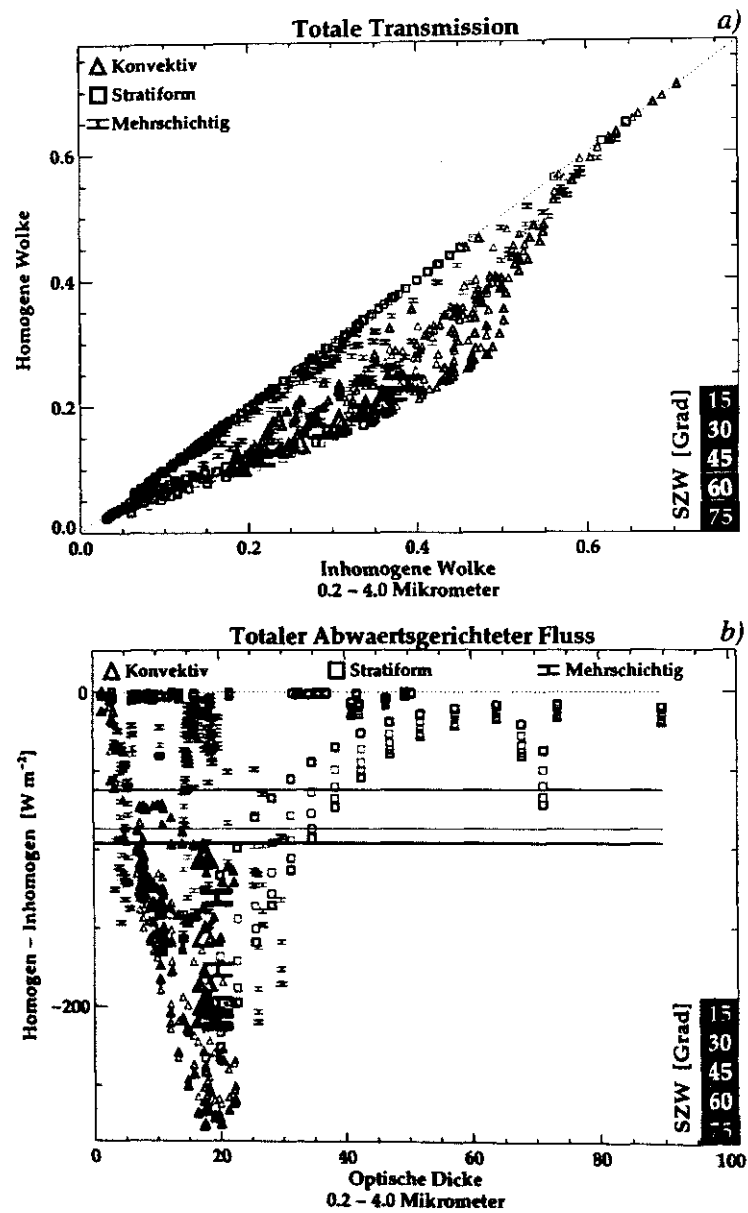 Totale Transmission
a)
Konvektiv
Stratiform
Mehrschichtig
0.6
0.4
0.2
0.0
Homogene Wolke
SZW [Grad]
15
30
45
60
75
0.0 0.2 0.4 0.6
Inhomogene Wolke
0.2 – 4.0 Mikrometer
Totaler Abwaertsgerichteter Fluss
b)
Konvektiv Stratiform Mehrschichtig
0
−200
Homogen – Inhomogen [W m⁻²]
SZW [Grad]
15
30
45
60
75
0 20 40 60 80 100
Optische Dicke
0.2 – 4.0 Mikrometer